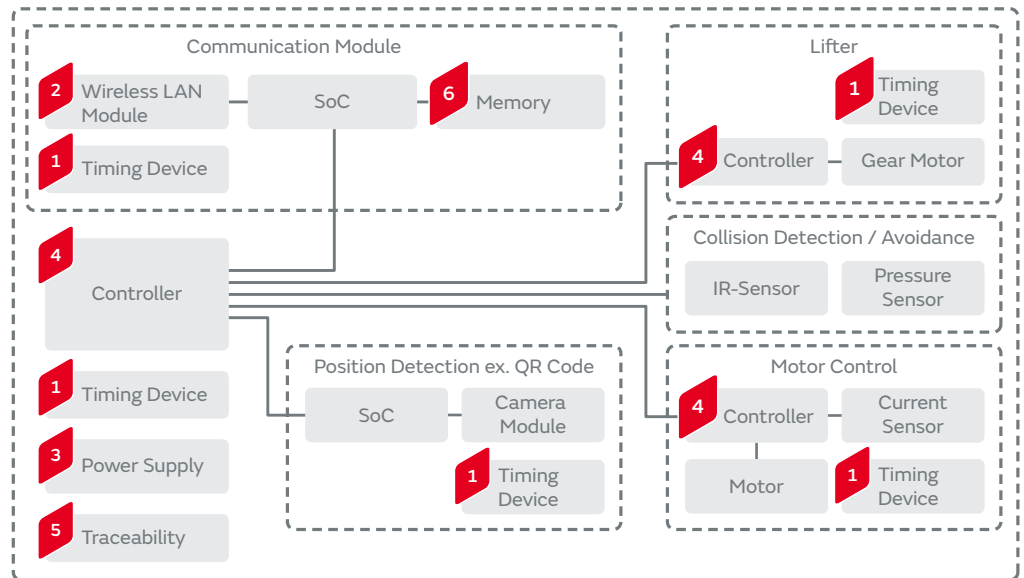 Communication Module
2
Wireless LAN
Module
SoC
6
Memory
1
Timing Device
Lifter
1
Timing
Device
4
Controller
Gear Motor
4
Controller
Collision Detection / Avoidance
IR-Sensor
Pressure
Sensor
1
Timing Device
3
Power Supply
5
Traceability
Position Detection ex. QR Code
SoC
Camera
Module
1
Timing
Device
Motor Control
4
Controller
Current
Sensor
Motor
1
Timing
Device